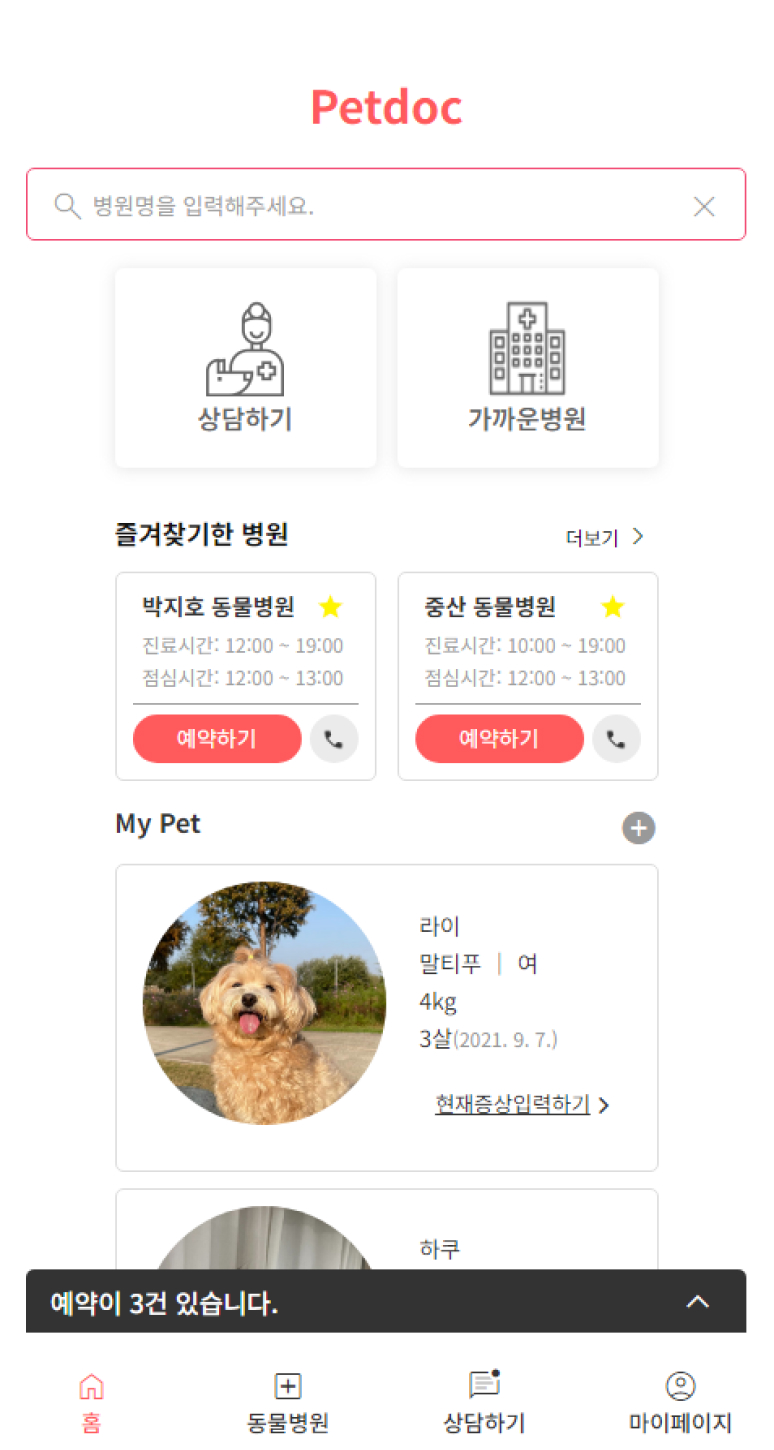 Petdoc
병원명을 입력해주세요.
상담하기
가까운병원
즐겨찾기한 병원
더보기
박지호 동물병원
진료시간: 12:00 ~ 19:00
점심시간: 12:00 ~ 13:00
예약하기
중산 동물병원
진료시간: 10:00 ~ 19:00
점심시간: 12:00 ~ 13:00
예약하기
My Pet
라이
말티푸 | 여
4kg
3살(2021. 9. 7.)
현재증상입력하기
하쿠
예약이 3건 있습니다.
홈
동물병원
상담하기
마이페이지